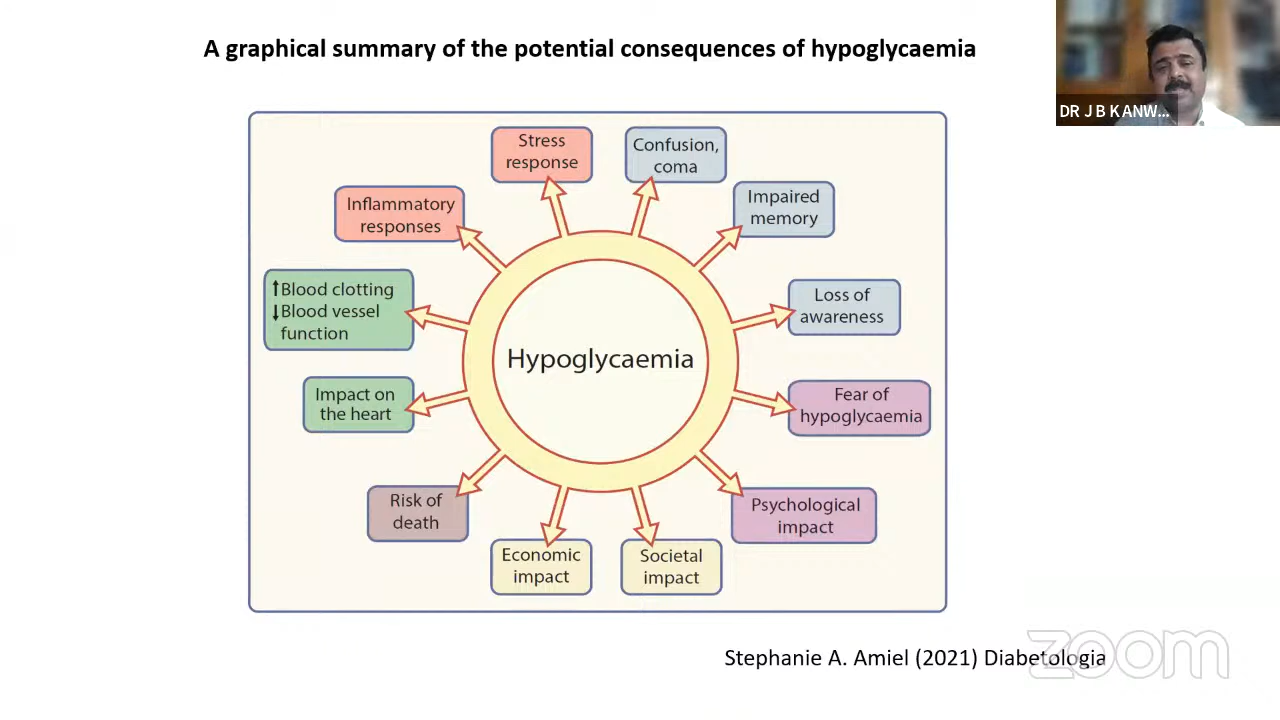 A graphical summary of the potential consequences of hypoglycaemia
DR J B KANW...
Stress
response
Confusion,
coma
Impaired
memory
Inflammatory
responses
↑Blood clotting
↓Blood vessel
function
Loss of
awareness
Hypoglycaemia
Impact on
the heart
Fear of
hypoglycaemia
Risk of
death
Psychological
impact
Economic
impact
Societal
impact
Stephanie A. Amiel (2021) Diabetologia
zoom